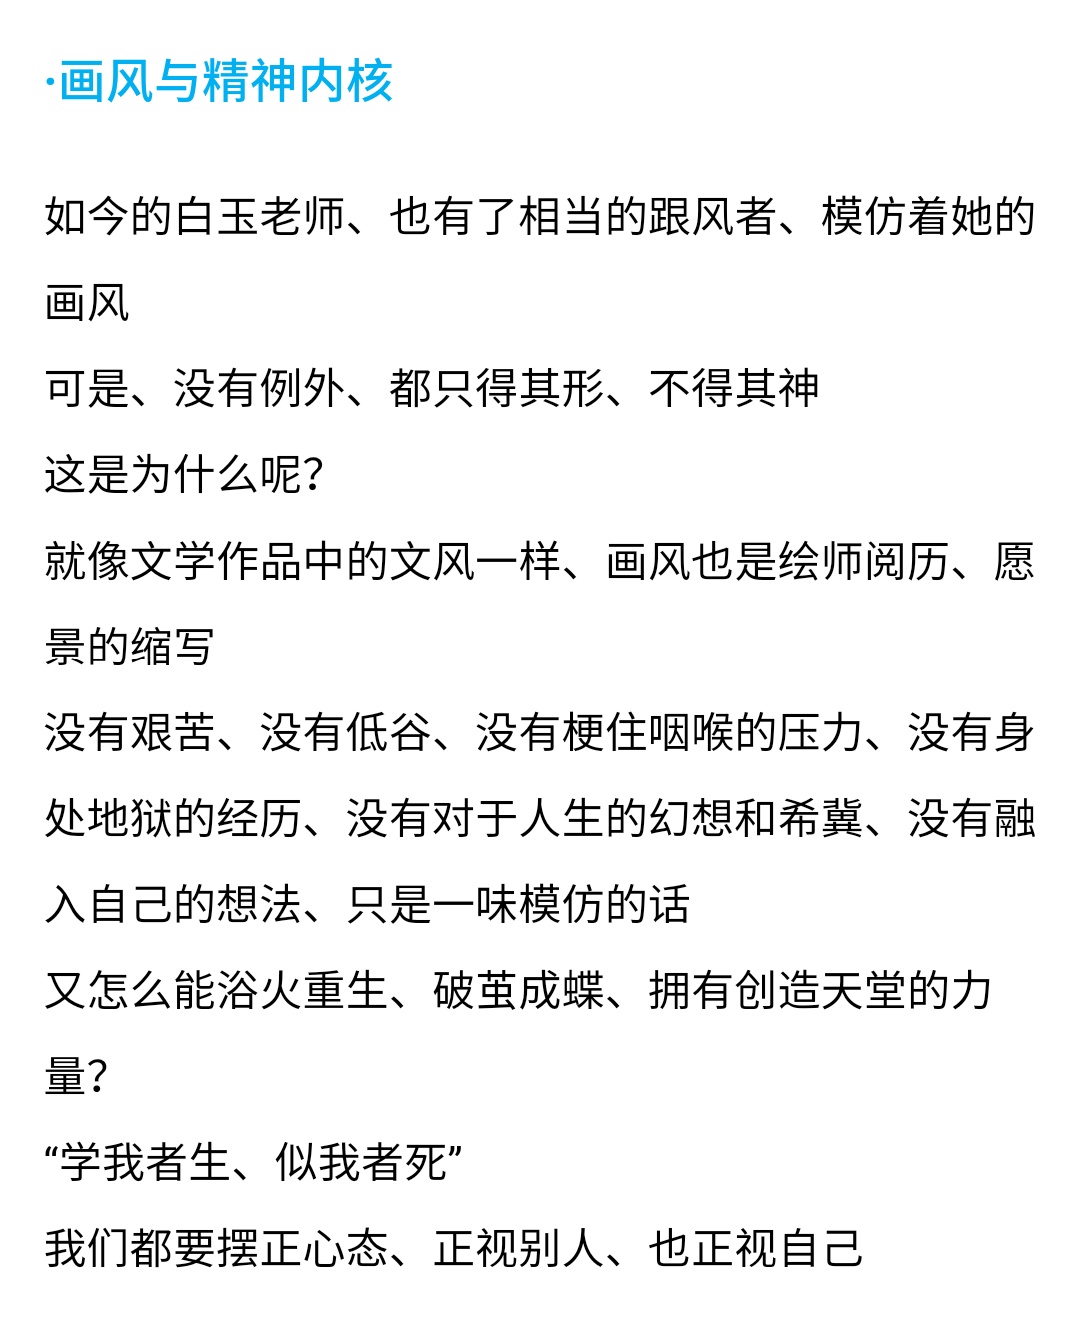 ·画风与精神内核
如今的白玉老师、也有了相当的跟风者、模仿着她的
画风
可是、没有例外、都只得其形、不得其神
这是为什么呢？
就像文学作品中的文风一样、画风也是绘师阅历、愿
景的缩写
没有艰苦、没有低谷、没有梗住咽喉的压力、没有身
处地狱的经历、没有对于人生的幻想和希冀、没有融
入自己的想法、只是一味模仿的话
又怎么能浴火重生、破茧成蝶、拥有创造天堂的力
量？
“学我者生、似我者死”
我们都要摆正心态、正视别人、也正视自己